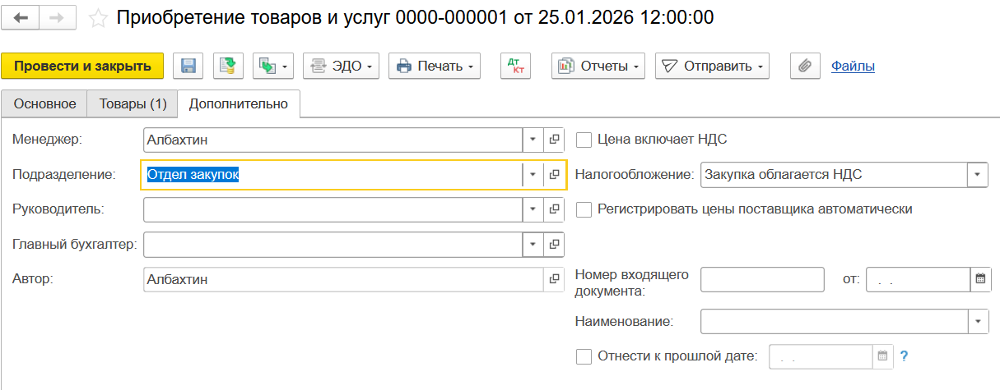 Приобретение товаров и услуг 0000-000001 от 25.01.2026 12:00:00
Провести и закрыть ЭДО Печать Дт Кт Отчеты Отправить Файлы
Основное Товары (1) Дополнительно
Менеджер: Албахтин Цена включает НДС
Подразделение: Отдел закупок Налогообложение: Закупка облагается НДС
Руководитель: Регистрировать цены поставщика автоматически
Главный бухгалтер:
Автор: Албахтин Номер входящего документа: от: . .
Наименование:
Отнести к прошлой дате: . . ?